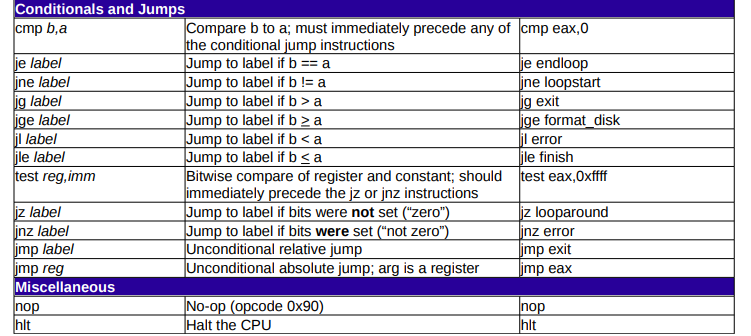 Conditionals and Jumps
cmp b,a Compare b to a; must immediately precede any of cmp eax,0
the conditional jump instructions
je label Jump to label if b == a je endloop
jne label Jump to label if b != a jne loopstart
jg label Jump to label if b > a jg exit
jge label Jump to label if b ≥ a jge format_disk
jl label Jump to label if b < a jl error
jle label Jump to label if b ≤ a jle finish
test reg,imm Bitwise compare of register and constant; should test eax,0xffff
immediately precede the jz or jnz instructions
jz label Jump to label if bits were not set (“zero”) jz looparound
jnz label Jump to label if bits were set (“not zero”) jnz error
jmp label Unconditional relative jump jmp exit
jmp reg Unconditional absolute jump; arg is a register jmp eax
Miscellaneous
nop No-op (opcode 0x90) nop
hlt Halt the CPU hlt